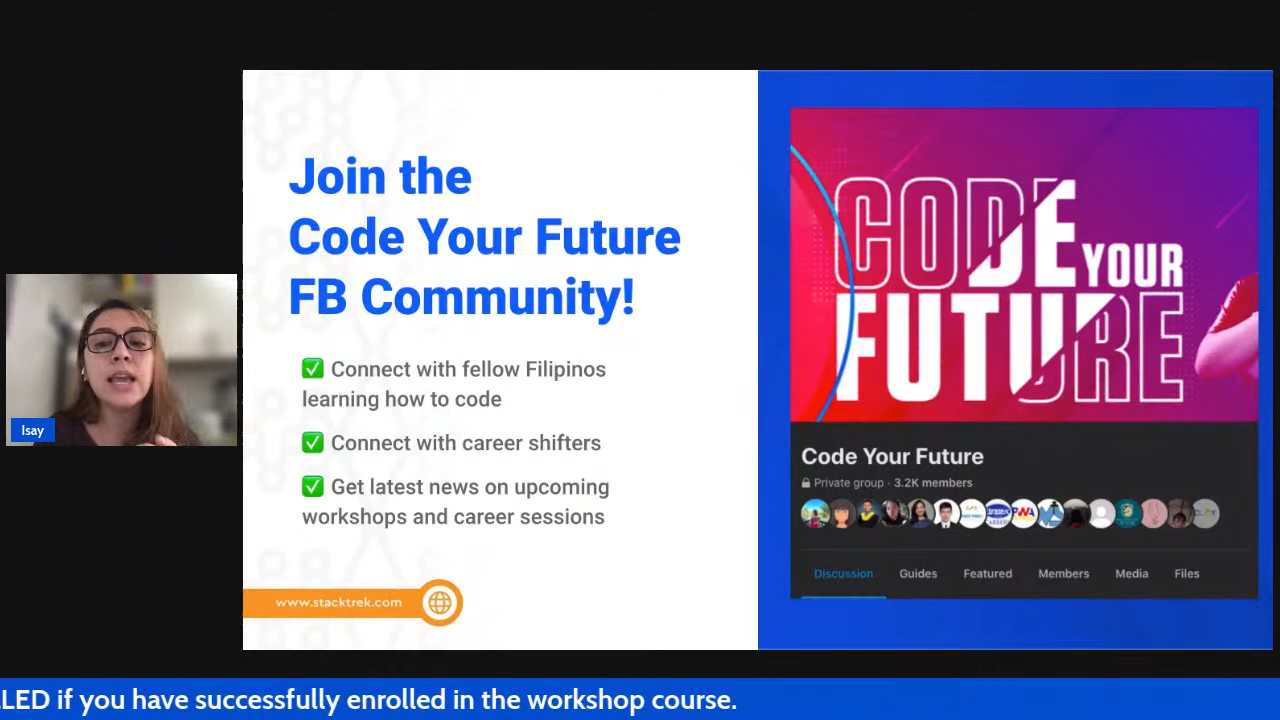 Join the
Code Your Future
FB Community!
✅ Connect with fellow Filipinos
learning how to code
✅ Connect with career shifters
✅ Get latest news on upcoming
workshops and career sessions
www.stacktrek.com
CODE YOUR
FUTURE
Code Your Future
Private group · 3.2K members
Discussion Guides Featured Members Media Files
Isay
LED if you have successfully enrolled in the workshop course.